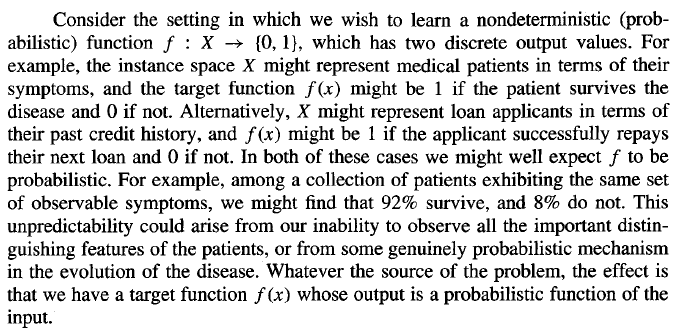 Consider the setting in which we wish to learn a nondeterministic (prob-
abilistic) function f : X → {0, 1}, which has two discrete output values. For
example, the instance space X might represent medical patients in terms of their
symptoms, and the target function f(x) might be 1 if the patient survives the
disease and 0 if not. Alternatively, X might represent loan applicants in terms of
their past credit history, and f(x) might be 1 if the applicant successfully repays
their next loan and 0 if not. In both of these cases we might well expect f to be
probabilistic. For example, among a collection of patients exhibiting the same set
of observable symptoms, we might find that 92% survive, and 8% do not. This
unpredictability could arise from our inability to observe all the important distin-
guishing features of the patients, or from some genuinely probabilistic mechanism
in the evolution of the disease. Whatever the source of the problem, the effect is
that we have a target function f(x) whose output is a probabilistic function of the
input.